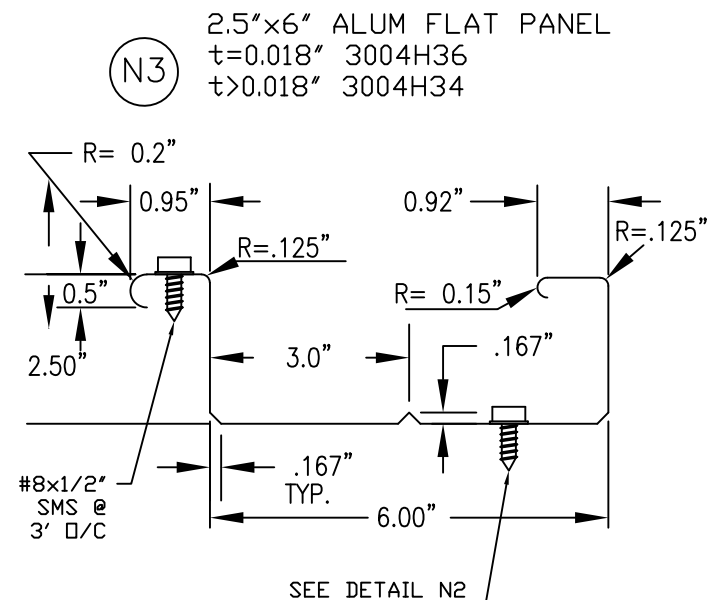 2.5"x6" ALUM FLAT PANEL
N3
t=0.018" 3004H36
t>0.018" 3004H34
R= 0.2"
0.95"
0.92"
R=.125"
R=.125"
0.5"
R= 0.15"
2.50"
3.0"
.167"
#8x1/2"
SMS @
3' O/C
.167"
TYP.
6.00"
SEE DETAIL N2